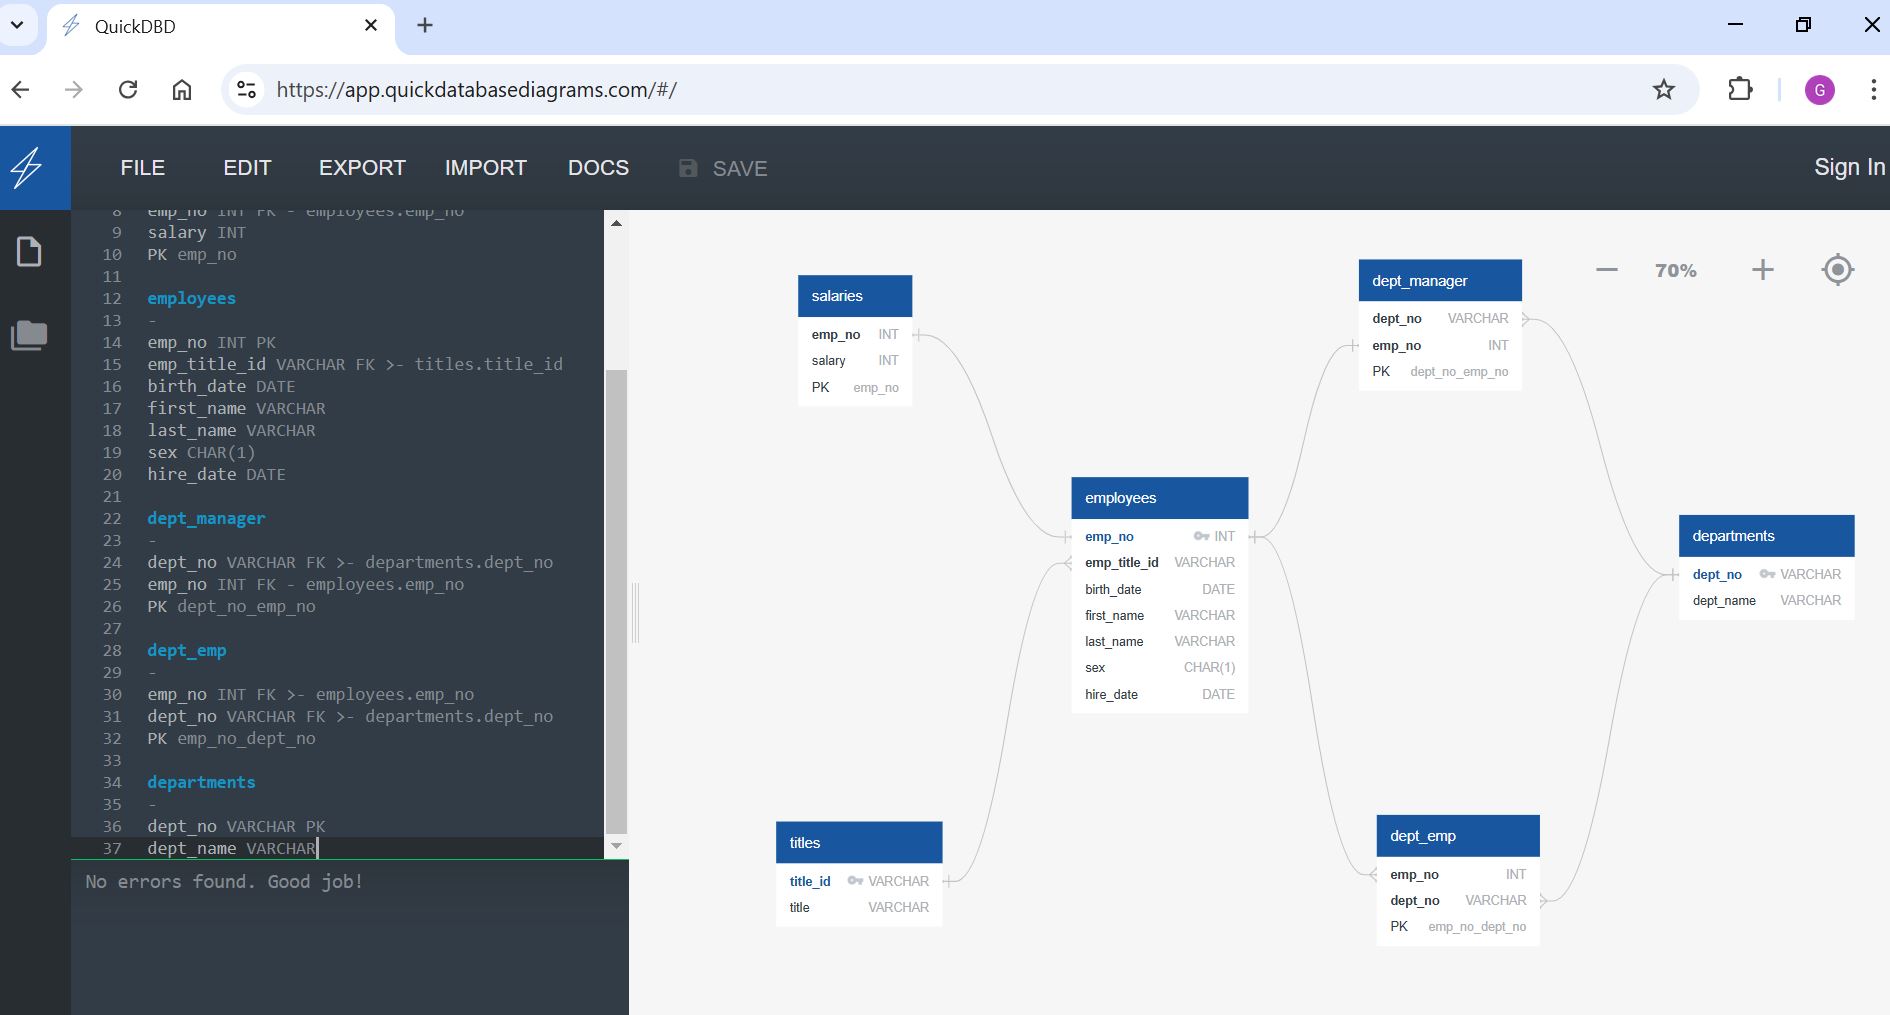 QuickDBD
https://app.quickdatabasediagrams.com/#/
G
FILE EDIT EXPORT IMPORT DOCS SAVE Sign In
8 emp_no INT FK - employees.emp_no
9 salary INT
10 PK emp_no
11
12 employees
13 -
14 emp_no INT PK
15 emp_title_id VARCHAR FK >- titles.title_id
16 birth_date DATE
17 first_name VARCHAR
18 last_name VARCHAR
19 sex CHAR(1)
20 hire_date DATE
21
22 dept_manager
23 -
24 dept_no VARCHAR FK >- departments.dept_no
25 emp_no INT FK - employees.emp_no
26 PK dept_no_emp_no
27
28 dept_emp
29 -
30 emp_no INT FK >- employees.emp_no
31 dept_no VARCHAR FK >- departments.dept_no
32 PK emp_no_dept_no
33
34 departments
35 -
36 dept_no VARCHAR PK
37 dept_name VARCHAR
No errors found. Good job!
70%
salaries
emp_no INT
salary INT
PK emp_no
dept_manager
dept_no VARCHAR
emp_no INT
PK dept_no_emp_no
employees
emp_no INT
emp_title_id VARCHAR
birth_date DATE
first_name VARCHAR
last_name VARCHAR
sex CHAR(1)
hire_date DATE
departments
dept_no VARCHAR
dept_name VARCHAR
titles
title_id VARCHAR
title VARCHAR
dept_emp
emp_no INT
dept_no VARCHAR
PK emp_no_dept_no